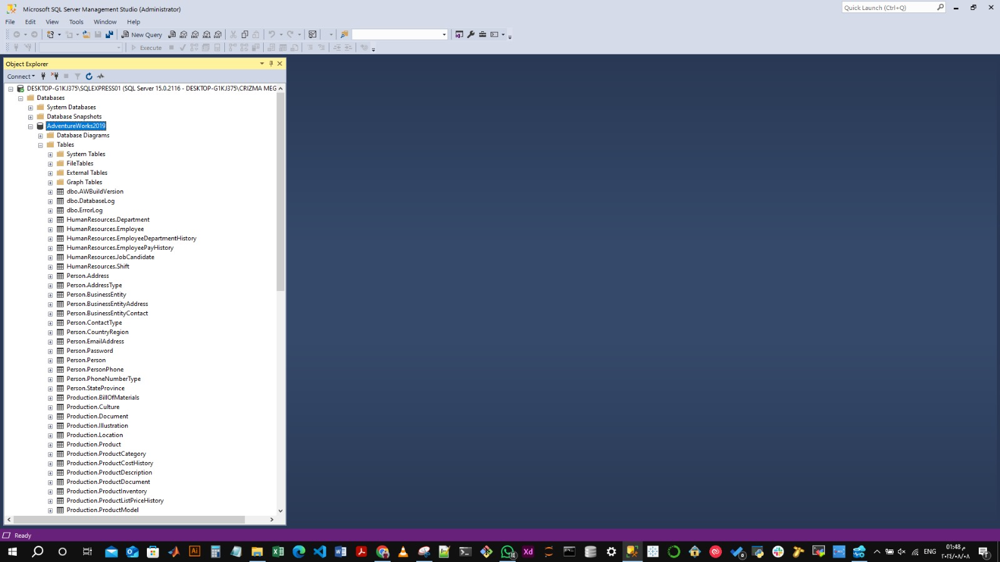 Microsoft SQL Server Management Studio (Administrator)
Quick Launch (Ctrl+Q)
File Edit View Tools Window Help
New Query
MDX DMX XMLA DAX
Execute
Object Explorer
Connect
DESKTOP-G1KJ375\SQLEXPRESS01 (SQL Server 15.0.2116 - DESKTOP-G1KJ375\CRIZMA MEG
Databases
System Databases
Database Snapshots
AdventureWorks2019
Database Diagrams
Tables
System Tables
FileTables
External Tables
Graph Tables
dbo.AWBuildVersion
dbo.DatabaseLog
dbo.ErrorLog
HumanResources.Department
HumanResources.Employee
HumanResources.EmployeeDepartmentHistory
HumanResources.EmployeePayHistory
HumanResources.JobCandidate
HumanResources.Shift
Person.Address
Person.AddressType
Person.BusinessEntity
Person.BusinessEntityAddress
Person.BusinessEntityContact
Person.ContactType
Person.CountryRegion
Person.EmailAddress
Person.Password
Person.Person
Person.PersonPhone
Person.PhoneNumberType
Person.StateProvince
Production.BillOfMaterials
Production.Culture
Production.Document
Production.Illustration
Production.Location
Production.Product
Production.ProductCategory
Production.ProductCostHistory
Production.ProductDescription
Production.ProductDocument
Production.ProductInventory
Production.ProductListPriceHistory
Production.ProductModel
Ready
Ai
Xd
ENG
01:48 م
٢٠٢٤/٠٨/٠٨